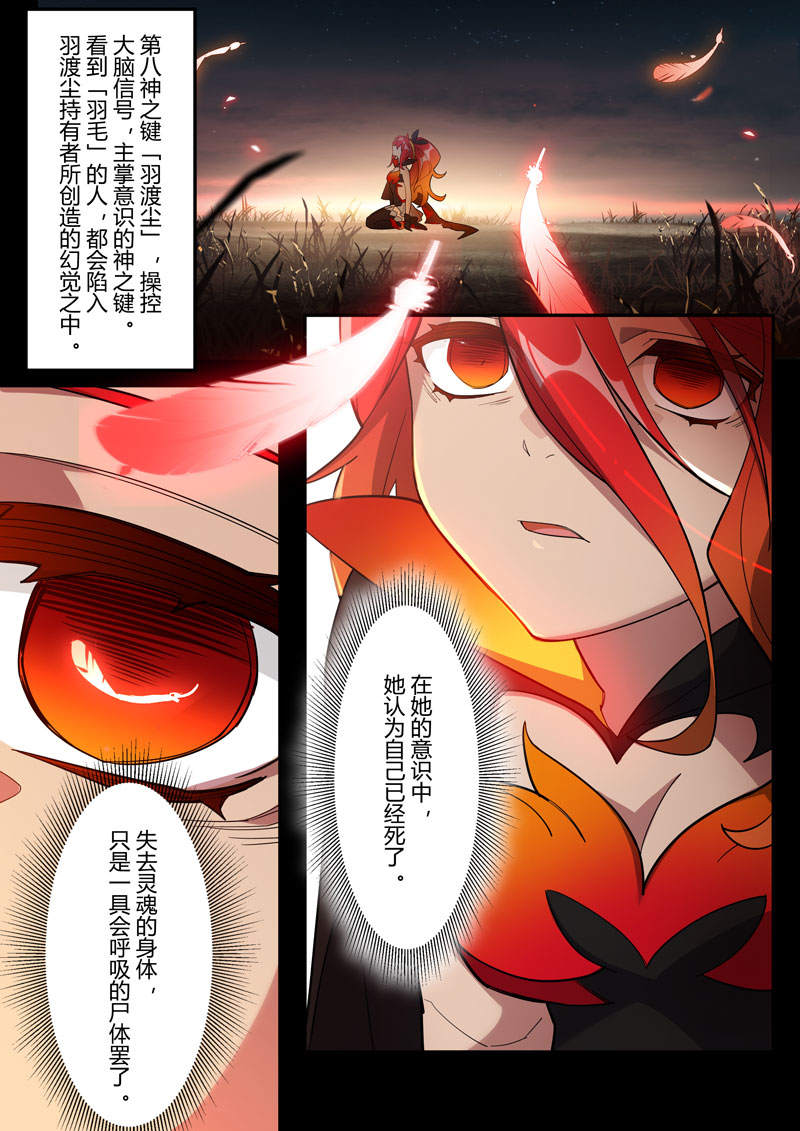 第八神之键「羽渡尘」，操控
大脑信号，主掌意识的神之键。
看到「羽毛」的人，都会陷入
羽渡尘持有者所创造的幻觉之中。
在她的意识中，
她认为自己已经死了。
失去灵魂的身体，
只是一具会呼吸的尸体罢了。